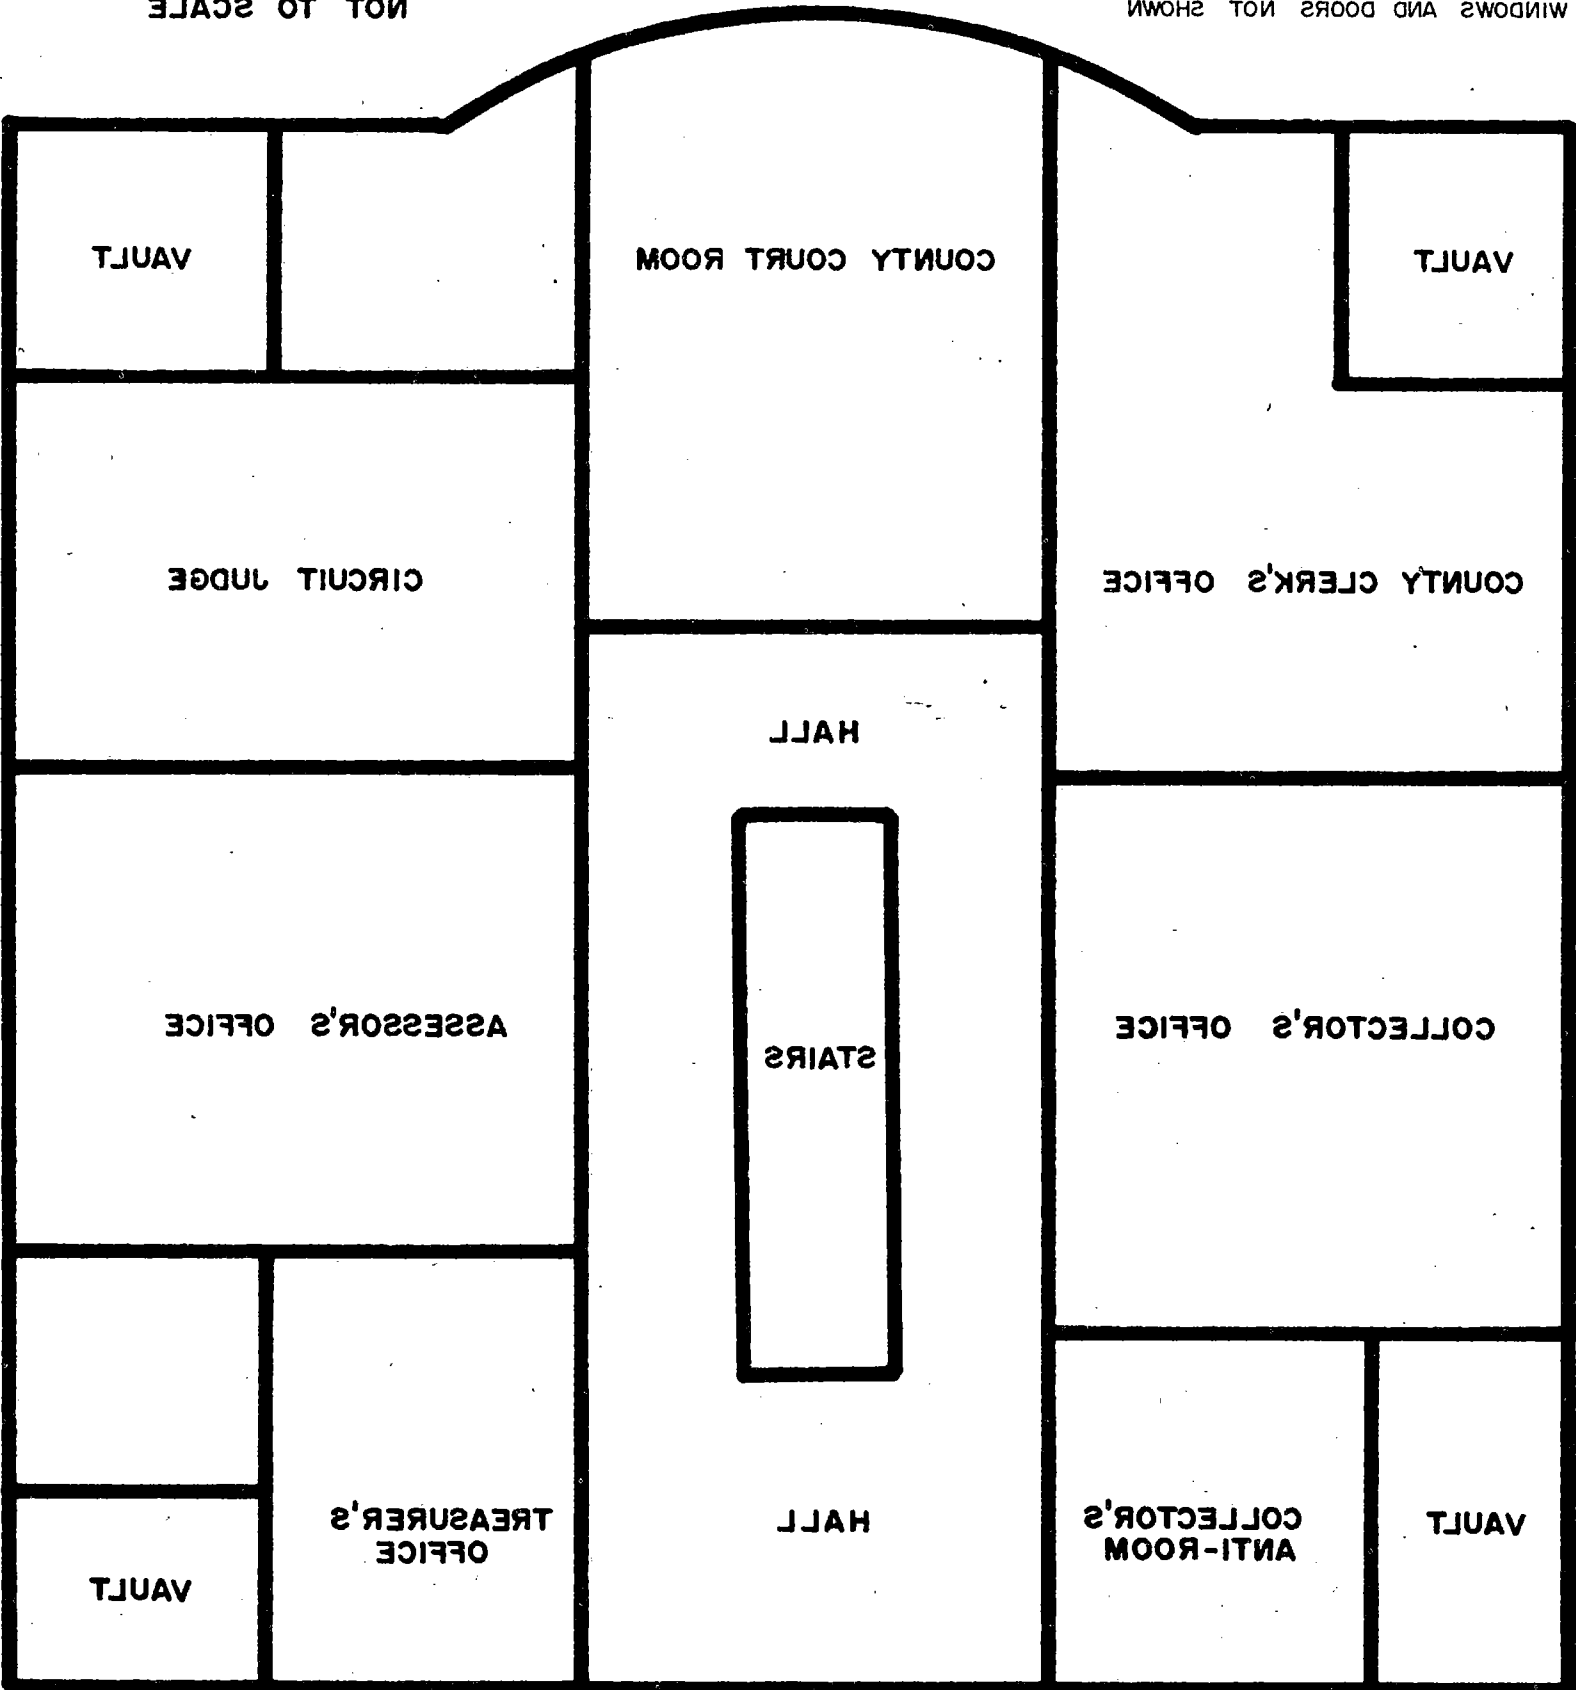 NOT TO SCALE
WINDOWS AND DOORS NOT SHOWN
VAULT
COUNTY COURT ROOM
VAULT
CIRCUIT JUDGE
COUNTY CLERK'S OFFICE
HALL
ASSESSOR'S OFFICE
COLLECTOR'S OFFICE
STAIRS
TREASURER'S
OFFICE
HALL
COLLECTOR'S
ANTI-ROOM
VAULT
VAULT